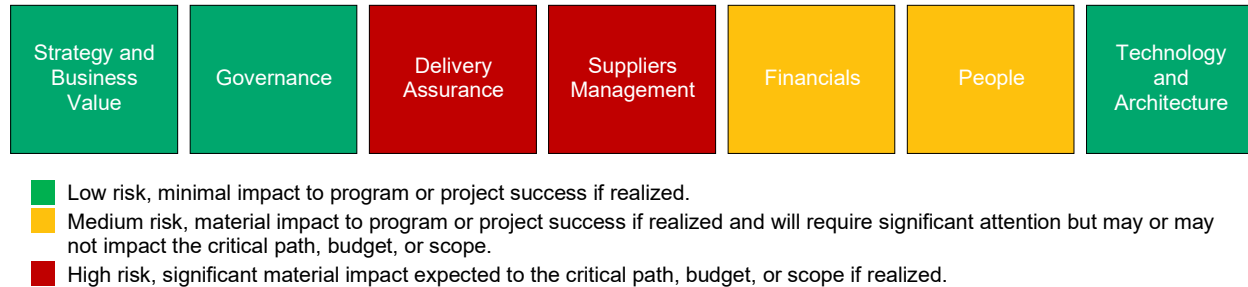 Strategy and
Business
Value
Governance
Delivery
Assurance
Suppliers
Management
Financials
People
Technology
and
Architecture
Low risk, minimal impact to program or project success if realized.
Medium risk, material impact to program or project success if realized and will require significant attention but may or may
not impact the critical path, budget, or scope.
High risk, significant material impact expected to the critical path, budget, or scope if realized.